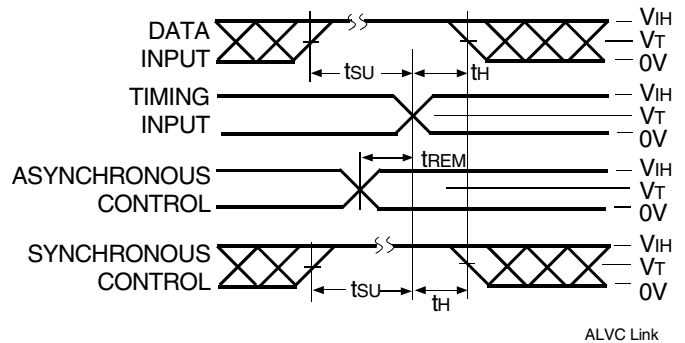 DATA
INPUT
tSU
tH
VIH
VT
0V
TIMING
INPUT
VIH
VT
0V
tREM
ASYNCHRONOUS
CONTROL
VIH
VT
0V
SYNCHRONOUS
CONTROL
tSU
tH
VIH
VT
0V
ALVC Link